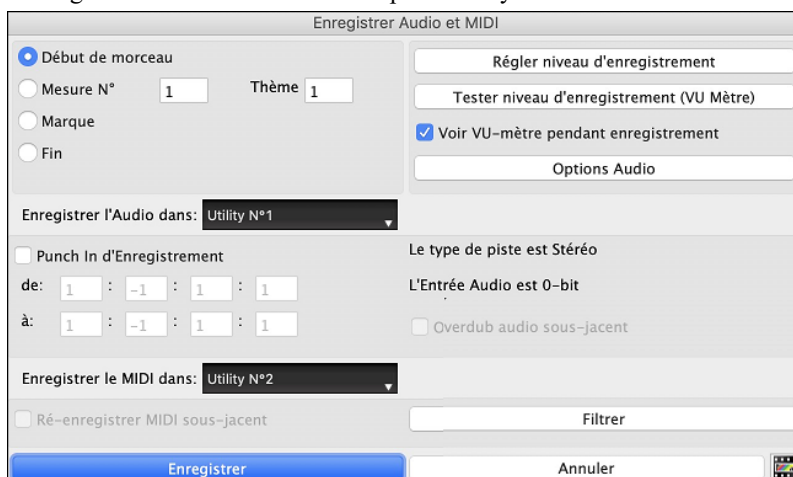 Enregistrer Audio et MIDI
Début de morceau
Mesure N° 1 Thème 1
Marque
Fin
Régler niveau d'enregistrement
Tester niveau d'enregistrement (VU Mètre)
Voir VU-mètre pendant enregistrement
Options Audio
Enregistrer l'Audio dans: Utility N°1
Punch In d'Enregistrement
de: 1 : -1 : 1 : 1
à: 1 : -1 : 1 : 1
Le type de piste est Stéréo
L'Entrée Audio est 0-bit
Overdub audio sous-jacent
Enregistrer le MIDI dans: Utility N°2
Ré-enregistrer MIDI sous-jacent
Filtrer
Enregistrer
Annuler